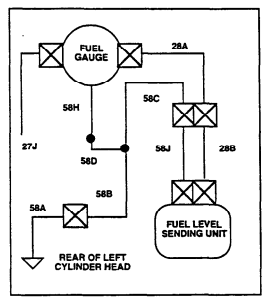 FUEL
GAUGE
28A
58H
58C
27J
58D
58J
28B
58A
58B
FUEL LEVEL
SENDING UNIT
REAR OF LEFT
CYLINDER HEAD